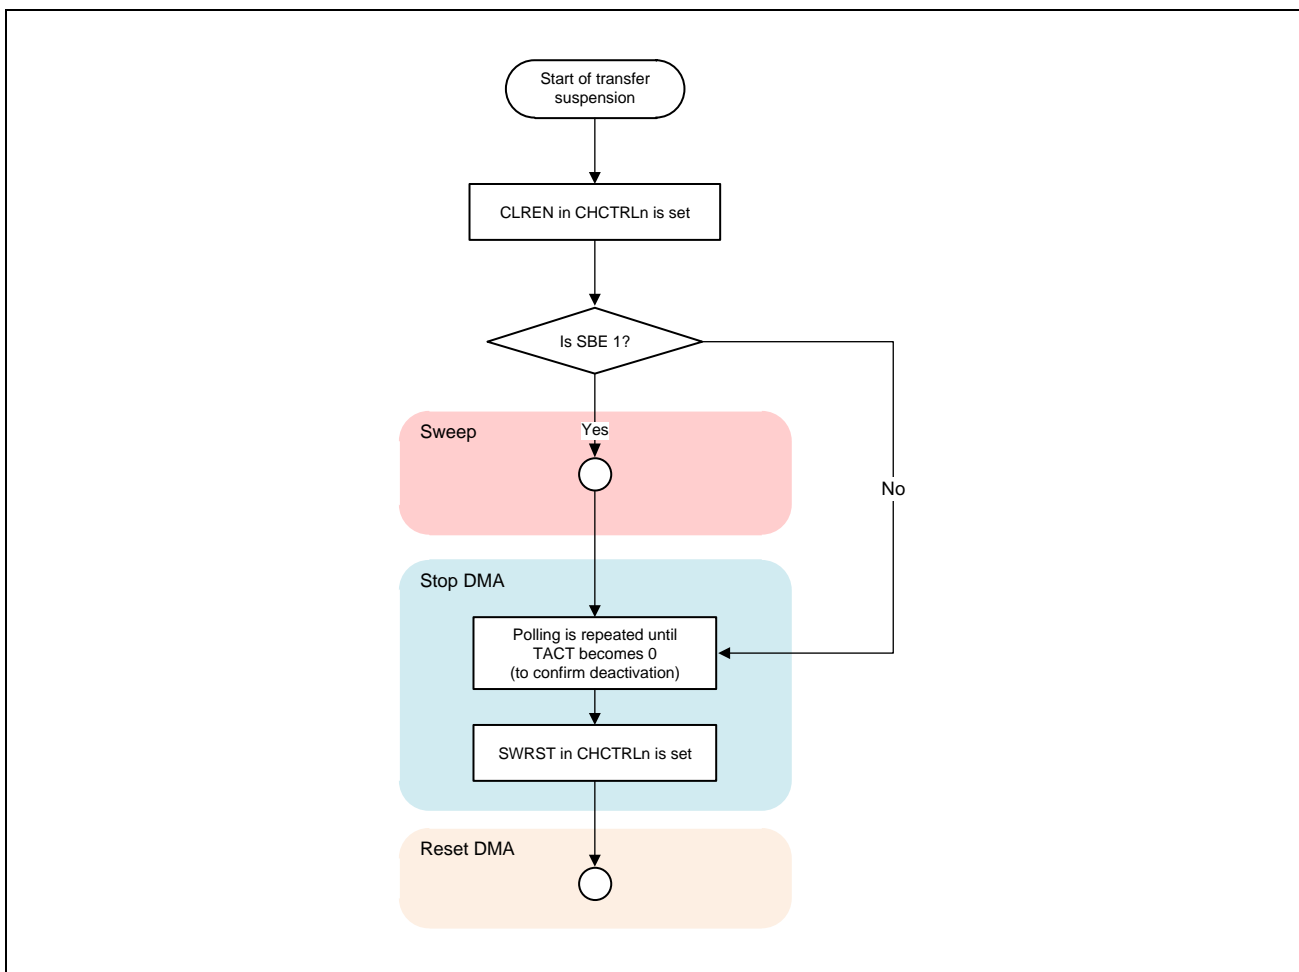 Start of transfer
suspension
CLREN in CHCTRLn is set
Is SBE 1?
Sweep
Yes
No
Stop DMA
Polling is repeated until
TACT becomes 0
(to confirm deactivation)
SWRST in CHCTRLn is set
Reset DMA